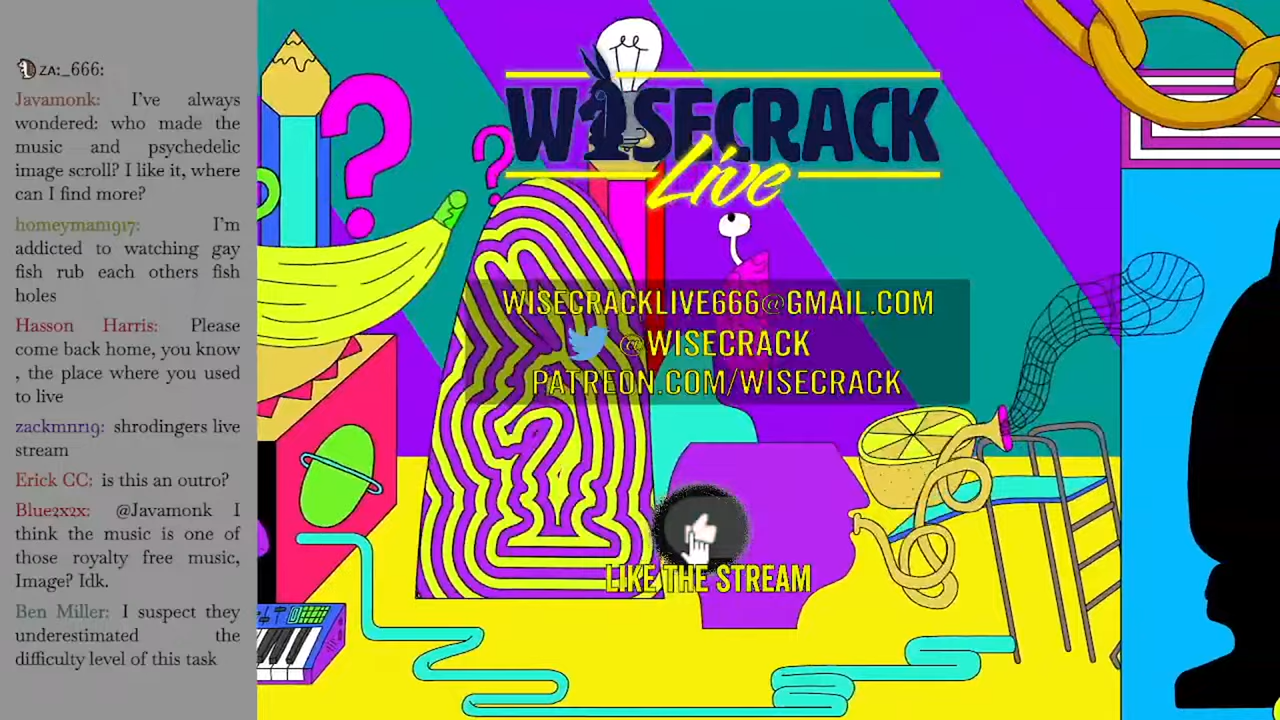 ZA:_666:
Javamonk: I've always
wondered: who made the
music and psychedelic
image scroll? I like it, where
can I find more?
homeyman1917: I'm
addicted to watching gay
fish rub each others fish
holes
Hasson Harris: Please
come back home, you know
, the place where you used
to live
zackmnr19: shrodingers live
stream
Erick CC: is this an outro?
Blue2x2x: @Javamonk I
think the music is one of
those royalty free music,
Image? Idk.
Ben Miller: I suspect they
underestimated the
difficulty level of this task
WISECRACK
Live
WISECRACKLIVE666@GMAIL.COM
@WISECRACK
PATREON.COM/WISECRACK
LIKE THE STREAM